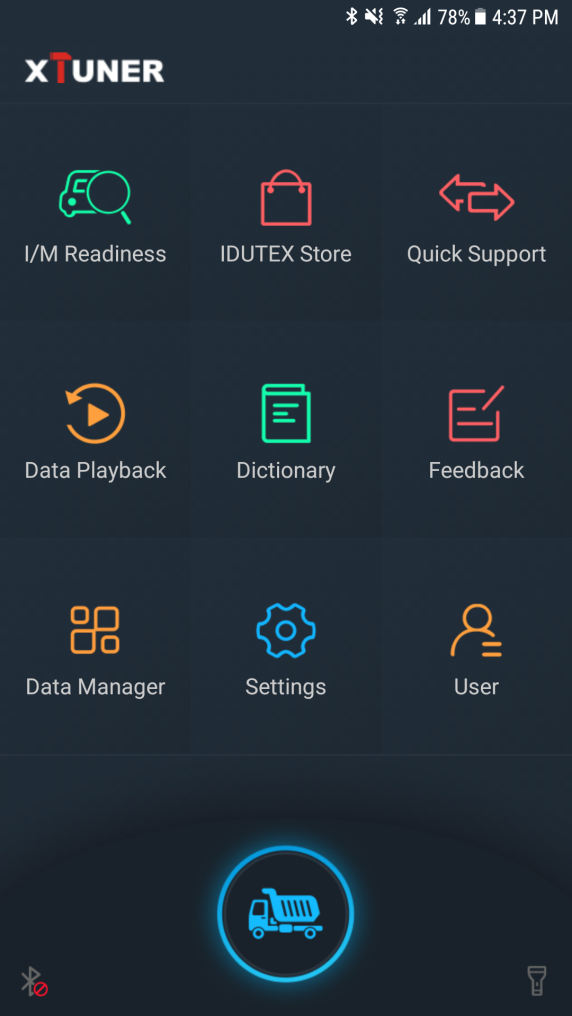 78% 4:37 PM
XTUNER
I/M Readiness IDUTEX Store Quick Support
Data Playback Dictionary Feedback
Data Manager Settings User